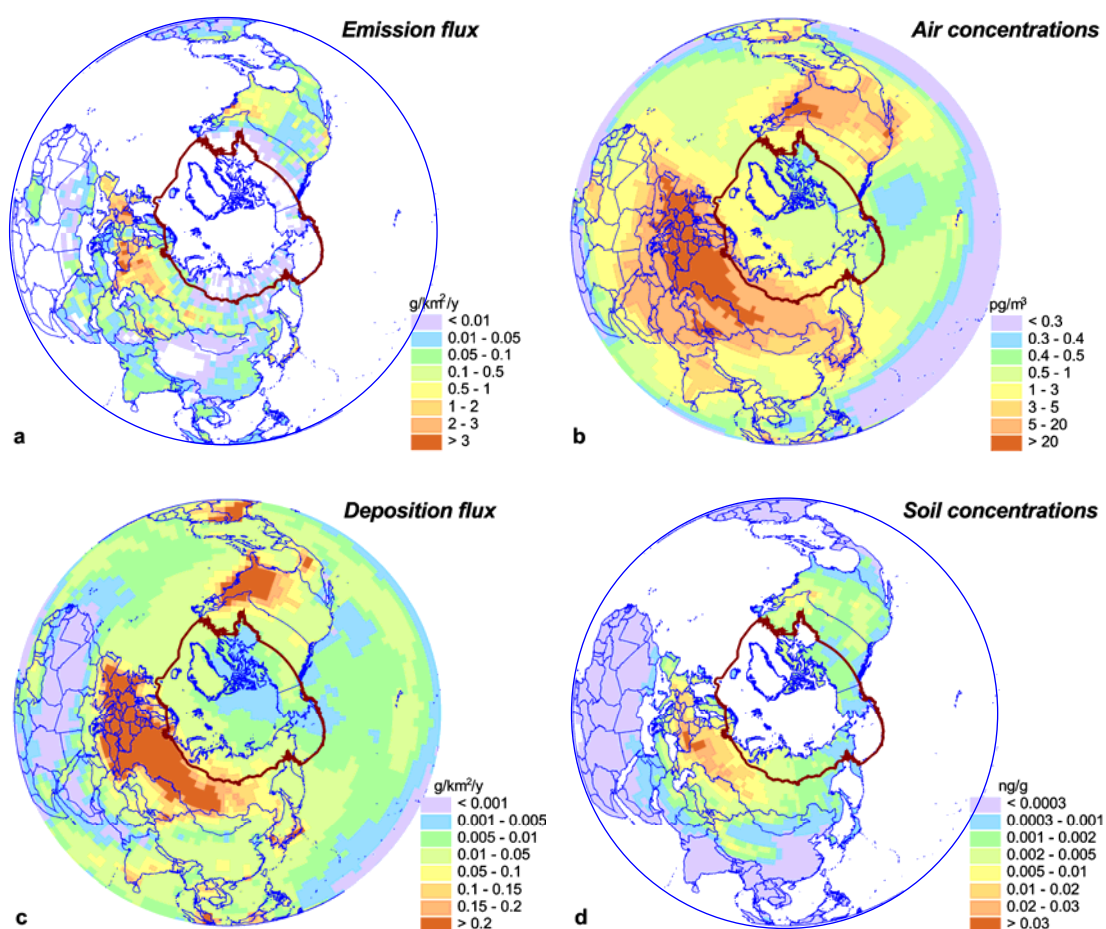 Emission flux
g/km²/y
< 0.01
0.01 - 0.05
0.05 - 0.1
0.1 - 0.5
0.5 - 1
1 - 2
2 - 3
> 3
a
Air concentrations
pg/m³
< 0.3
0.3 - 0.4
0.4 - 0.5
0.5 - 1
1 - 3
3 - 5
5 - 20
> 20
b
Deposition flux
g/km²/y
< 0.001
0.001 - 0.005
0.005 - 0.01
0.01 - 0.05
0.05 - 0.1
0.1 - 0.15
0.15 - 0.2
> 0.2
c
Soil concentrations
ng/g
< 0.0003
0.0003 - 0.001
0.001 - 0.002
0.002 - 0.005
0.005 - 0.01
0.01 - 0.02
0.02 - 0.03
> 0.03
d